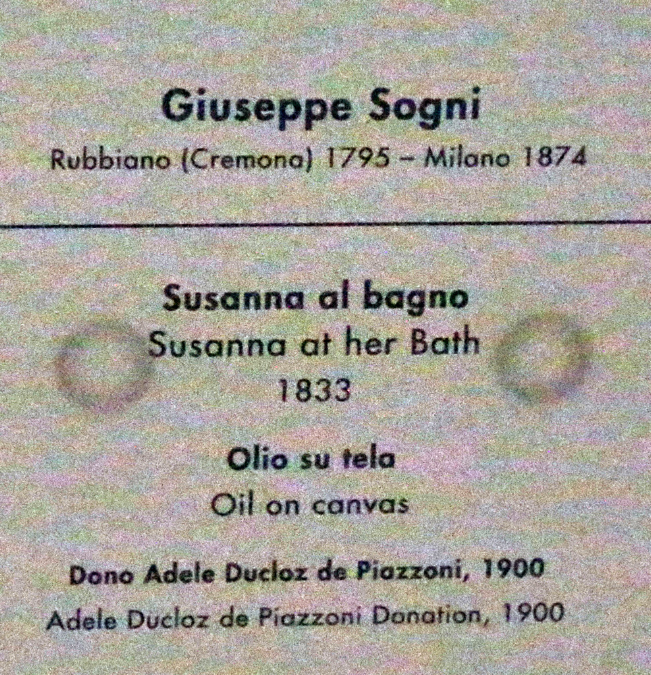 Giuseppe Sogni
Rubbiano (Cremona) 1795 – Milano 1874
Susanna al bagno
Susanna at her Bath
1833
Olio su tela
Oil on canvas
Dono Adele Ducloz de Piazzoni, 1900
Adele Ducloz de Piazzoni Donation, 1900